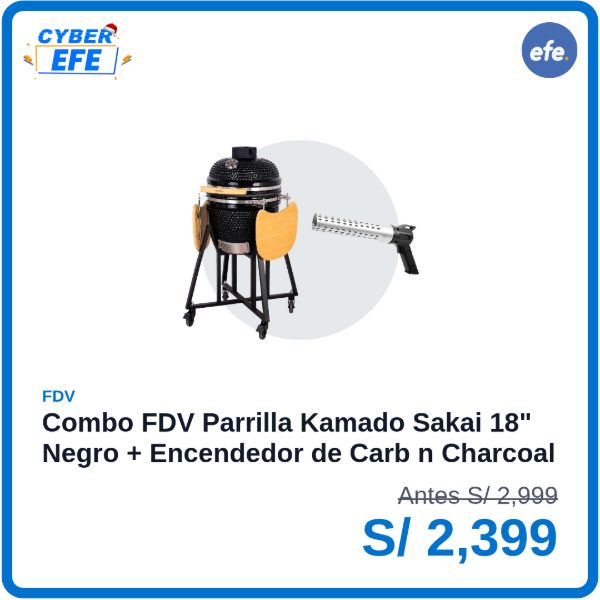 CYBER
EFE
efe.
FDV
Combo FDV Parrilla Kamado Sakai 18"
Negro + Encendedor de Carb n Charcoal
Antes S/ 2,999
S/ 2,399